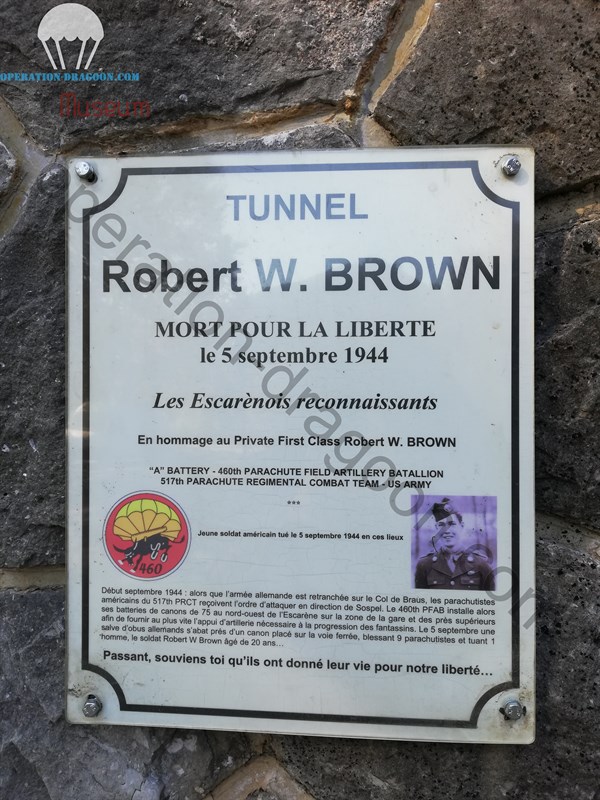 OPERATION-DRAGOON.COM
Museum
TUNNEL
Robert W. BROWN
MORT POUR LA LIBERTE
le 5 septembre 1944
Les Escarènois reconnaissants
En hommage au Private First Class Robert W. BROWN
“A” BATTERY - 460th PARACHUTE FIELD ARTILLERY BATALLION
517th PARACHUTE REGIMENTAL COMBAT TEAM - US ARMY
***
Jeune soldat américain tué le 5 septembre 1944 en ces lieux
460
Début septembre 1944 : alors que l’armée allemande est retranchée sur le Col de Braus, les parachutistes
américains du 517th PRCT reçoivent l’ordre d’attaquer en direction de Sospel. Le 460th PFAB installe alors
ses batteries de canons de 75 au nord-ouest de l’Escarène sur la zone de la gare et des près supérieurs
afin de fournir au plus vite l’appui d’artillerie nécessaire à la progression des fantassins. Le 5 septembre une
salve d’obus allemands s’abat près d’un canon placé sur la voie ferrée, blessant 9 parachutistes et tuant 1
homme, le soldat Robert W Brown âgé de 20 ans....
Passant, souviens toi qu’ils ont donné leur vie pour notre liberté...
operation-dragoon.com